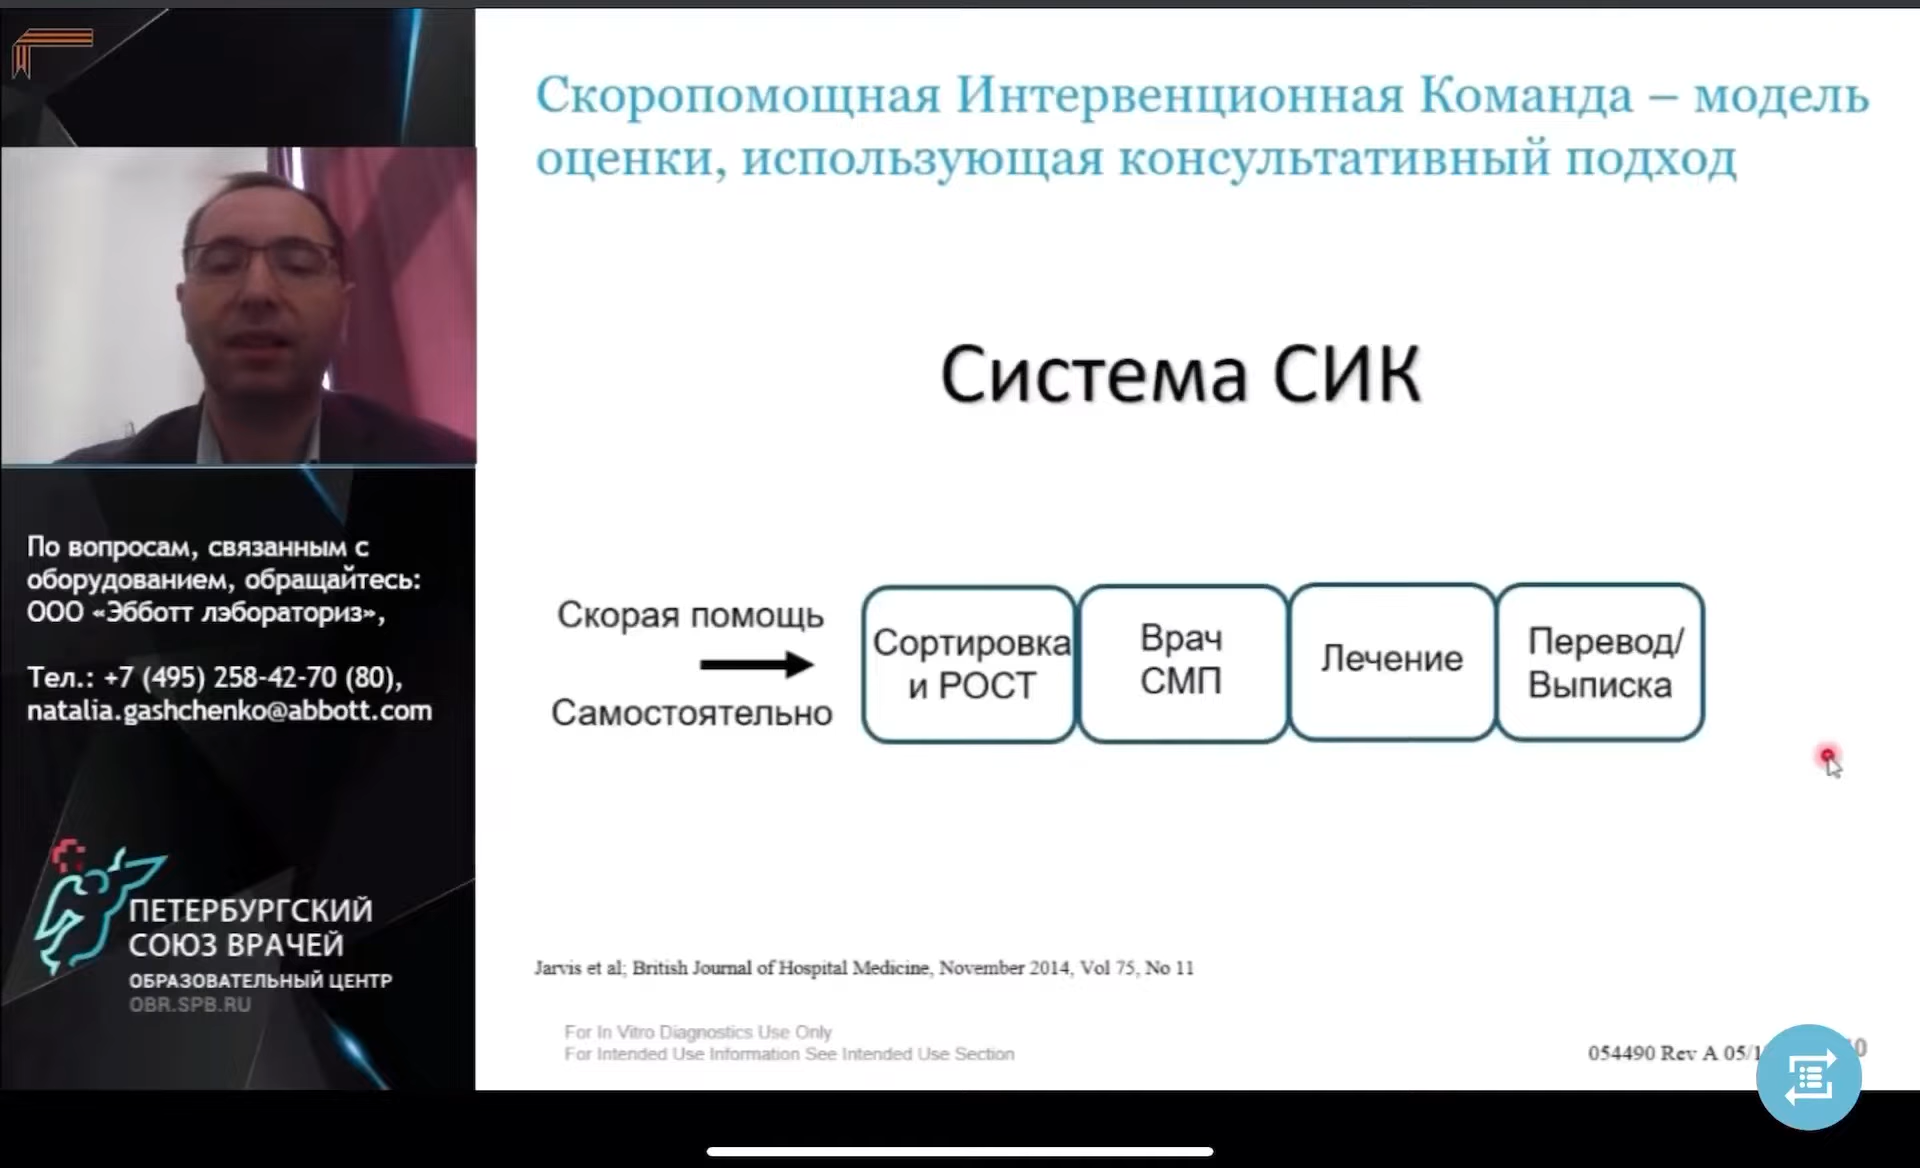 Скоропомощная Интервенционная Команда – модель
оценки, использующая консультативный подход
Система СИК
Скорая помощь
Самостоятельно
Сортировка
и РОСТ
Врач
СМП
Лечение
Перевод/
Выписка
Jarvis et al; British Journal of Hospital Medicine, November 2014, Vol 75, No 11
For In Vitro Diagnostics Use Only
For Intended Use Information See Intended Use Section
054490 Rev A 05/1
По вопросам, связанным с
оборудованием, обращайтесь:
ООО «Эбботт лэбораториз»,
Тел.: +7 (495) 258-42-70 (80),
natalia.gashchenko@abbott.com
ПЕТЕРБУРГСКИЙ
СОЮЗ ВРАЧЕЙ
ОБРАЗОВАТЕЛЬНЫЙ ЦЕНТР
OBR.SPB.RU